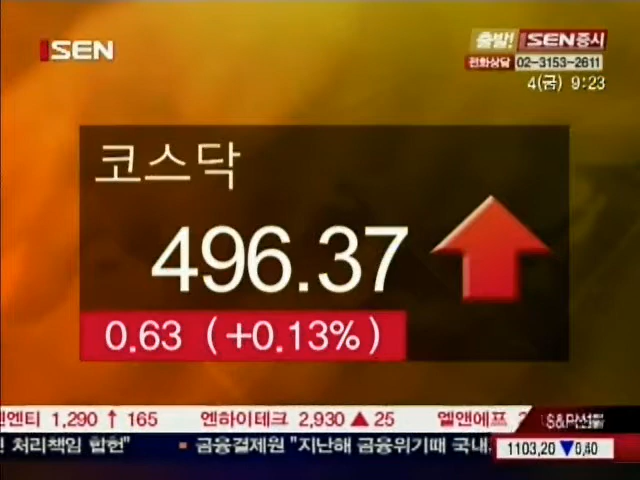 SEN
출발! SEN증시
전화상담 02-3153-2611
4(금) 9:23
코스닥
496.37
0.63 (+0.13%)
엔티 1,290 ↑ 165 엔하이테크 2,930 ▲ 25 엘앤에프
S&P선물
처리책임 합헌" ▪ 금융결제원 "지난해 금융위기때 국내
1103,20 ▼0,40